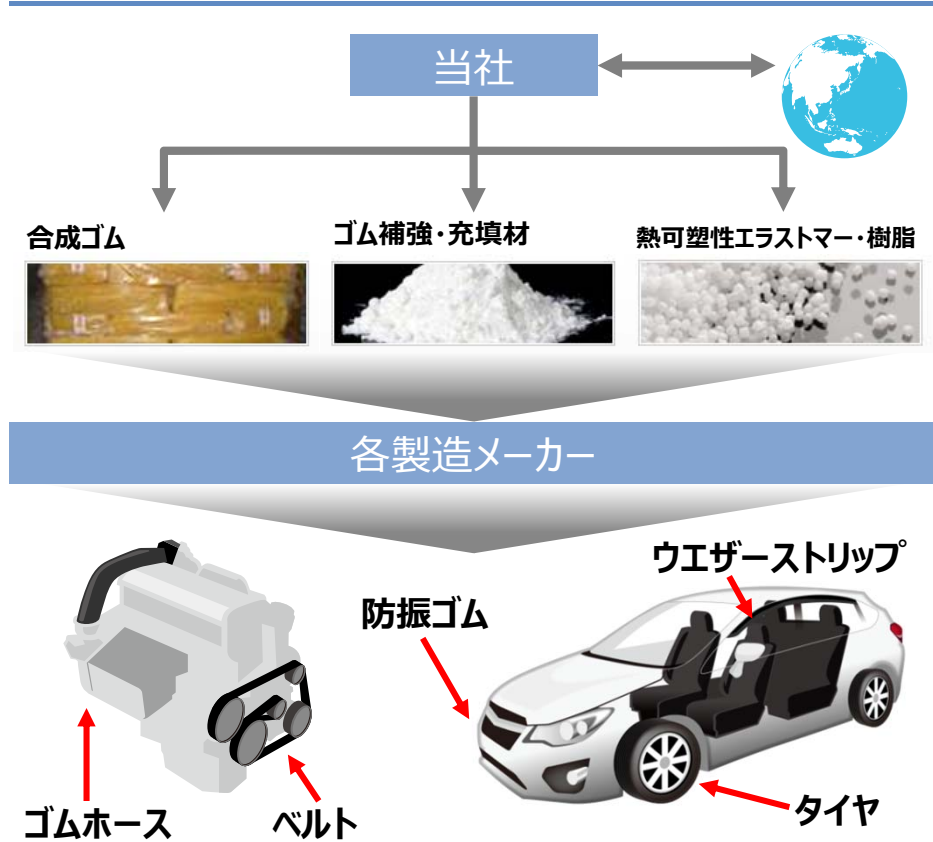 当社
合成ゴム
ゴム補強・充填材
熱可塑性エラストマー・樹脂
各製造メーカー
ウエザーストリップ
防振ゴム
ゴムホース
ベルト
タイヤ